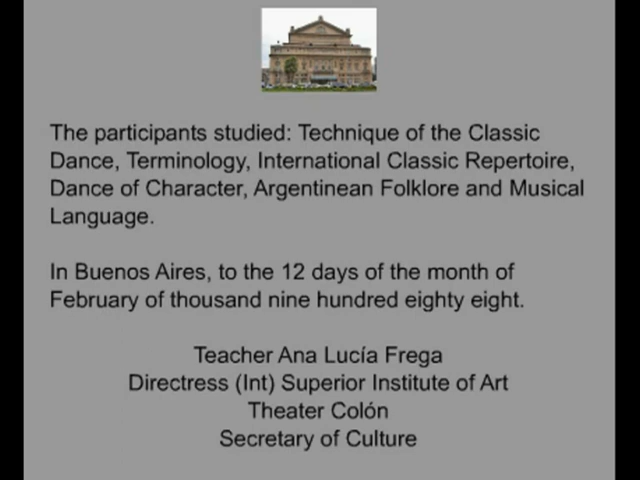 The participants studied: Technique of the Classic
Dance, Terminology, International Classic Repertoire,
Dance of Character, Argentinean Folklore and Musical
Language.
In Buenos Aires, to the 12 days of the month of
February of thousand nine hundred eighty eight.
Teacher Ana Lucía Frega
Directress (Int) Superior Institute of Art
Theater Colón
Secretary of Culture